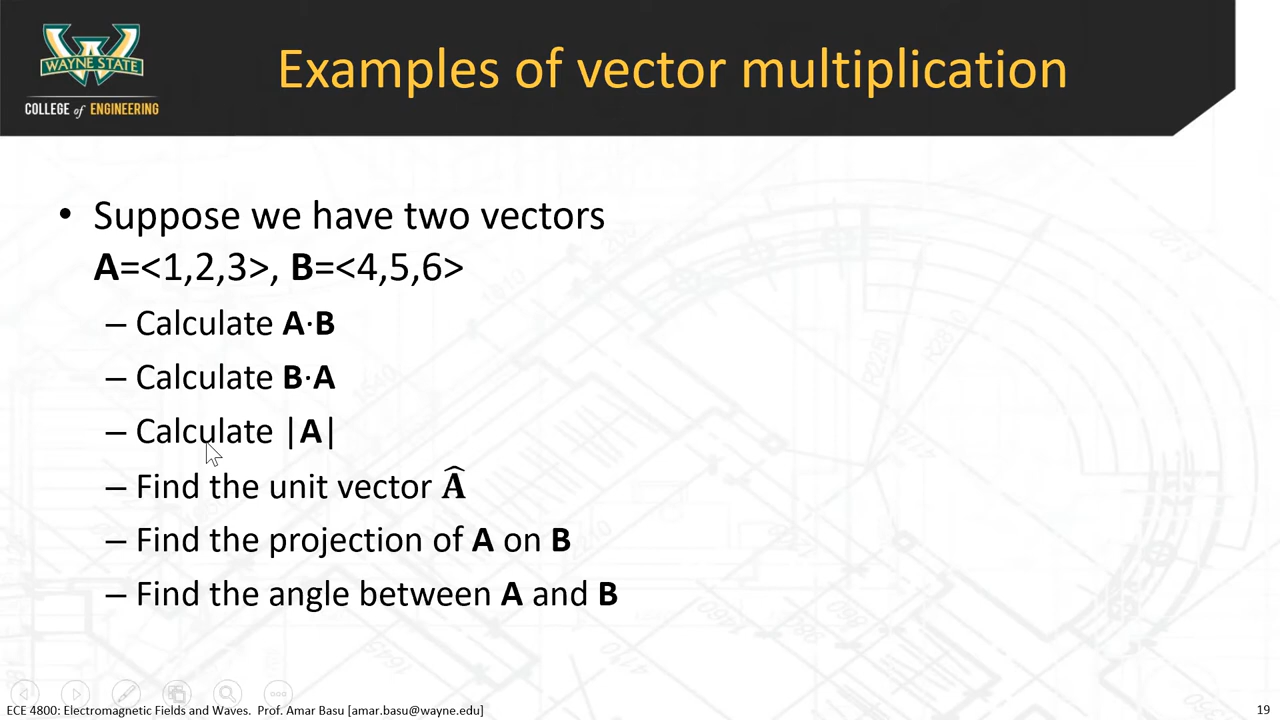 WAYNE STATE
COLLEGE of ENGINEERING
Examples of vector multiplication
• Suppose we have two vectors
A=<1,2,3>, B=<4,5,6>
– Calculate A·B
– Calculate B·A
– Calculate |A|
– Find the unit vector Â
– Find the projection of A on B
– Find the angle between A and B
ECE 4800: Electromagnetic Fields and Waves. Prof. Amar Basu [amar.basu@wayne.edu]
19